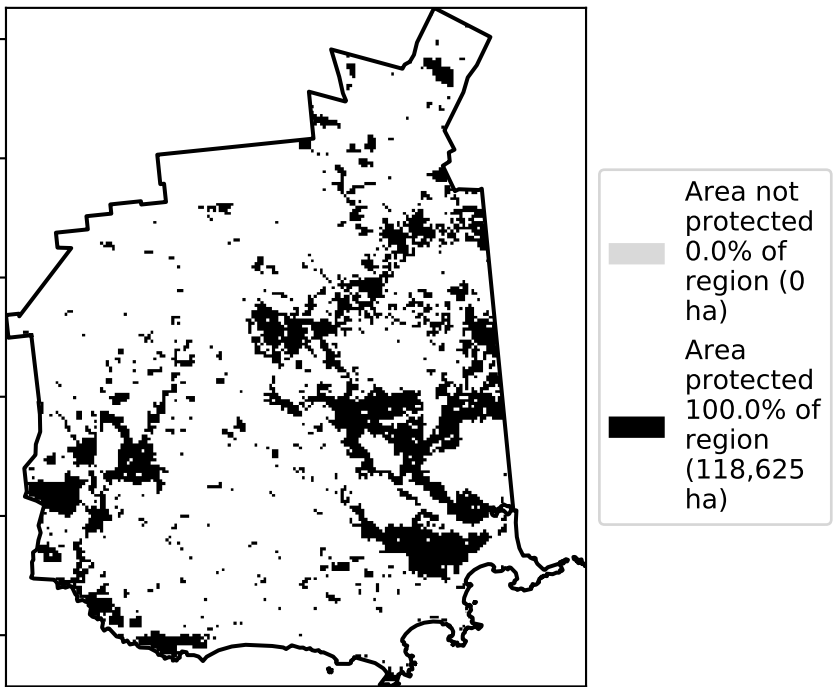 Area not
protected
0.0% of
region (0
ha)
Area
protected
100.0% of
region
(118,625
ha)